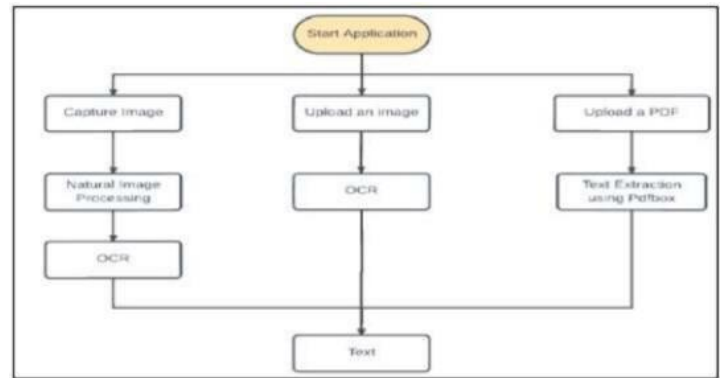 Start Application
Capture Image
Upload an image
Upload a PDF
Natural Image
Processing
OCR
Text Extraction
using Pdfbox
OCR
Text